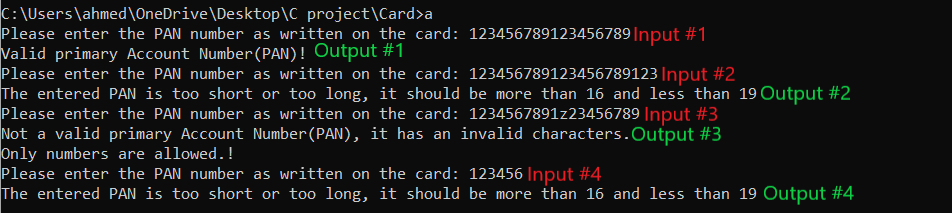 C:\Users\ahmed\OneDrive\Desktop\C project\Card>a
Please enter the PAN number as written on the card: 123456789123456789 Input #1
Valid primary Account Number(PAN)! Output #1
Please enter the PAN number as written on the card: 123456789123456789123 Input #2
The entered PAN is too short or too long, it should be more than 16 and less than 19 Output #2
Please enter the PAN number as written on the card: 1234567891z23456789 Input #3
Not a valid primary Account Number(PAN), it has an invalid characters. Output #3
Only numbers are allowed.!
Please enter the PAN number as written on the card: 123456 Input #4
The entered PAN is too short or too long, it should be more than 16 and less than 19 Output #4